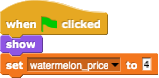 when clicked
show
set watermelon_price to 4